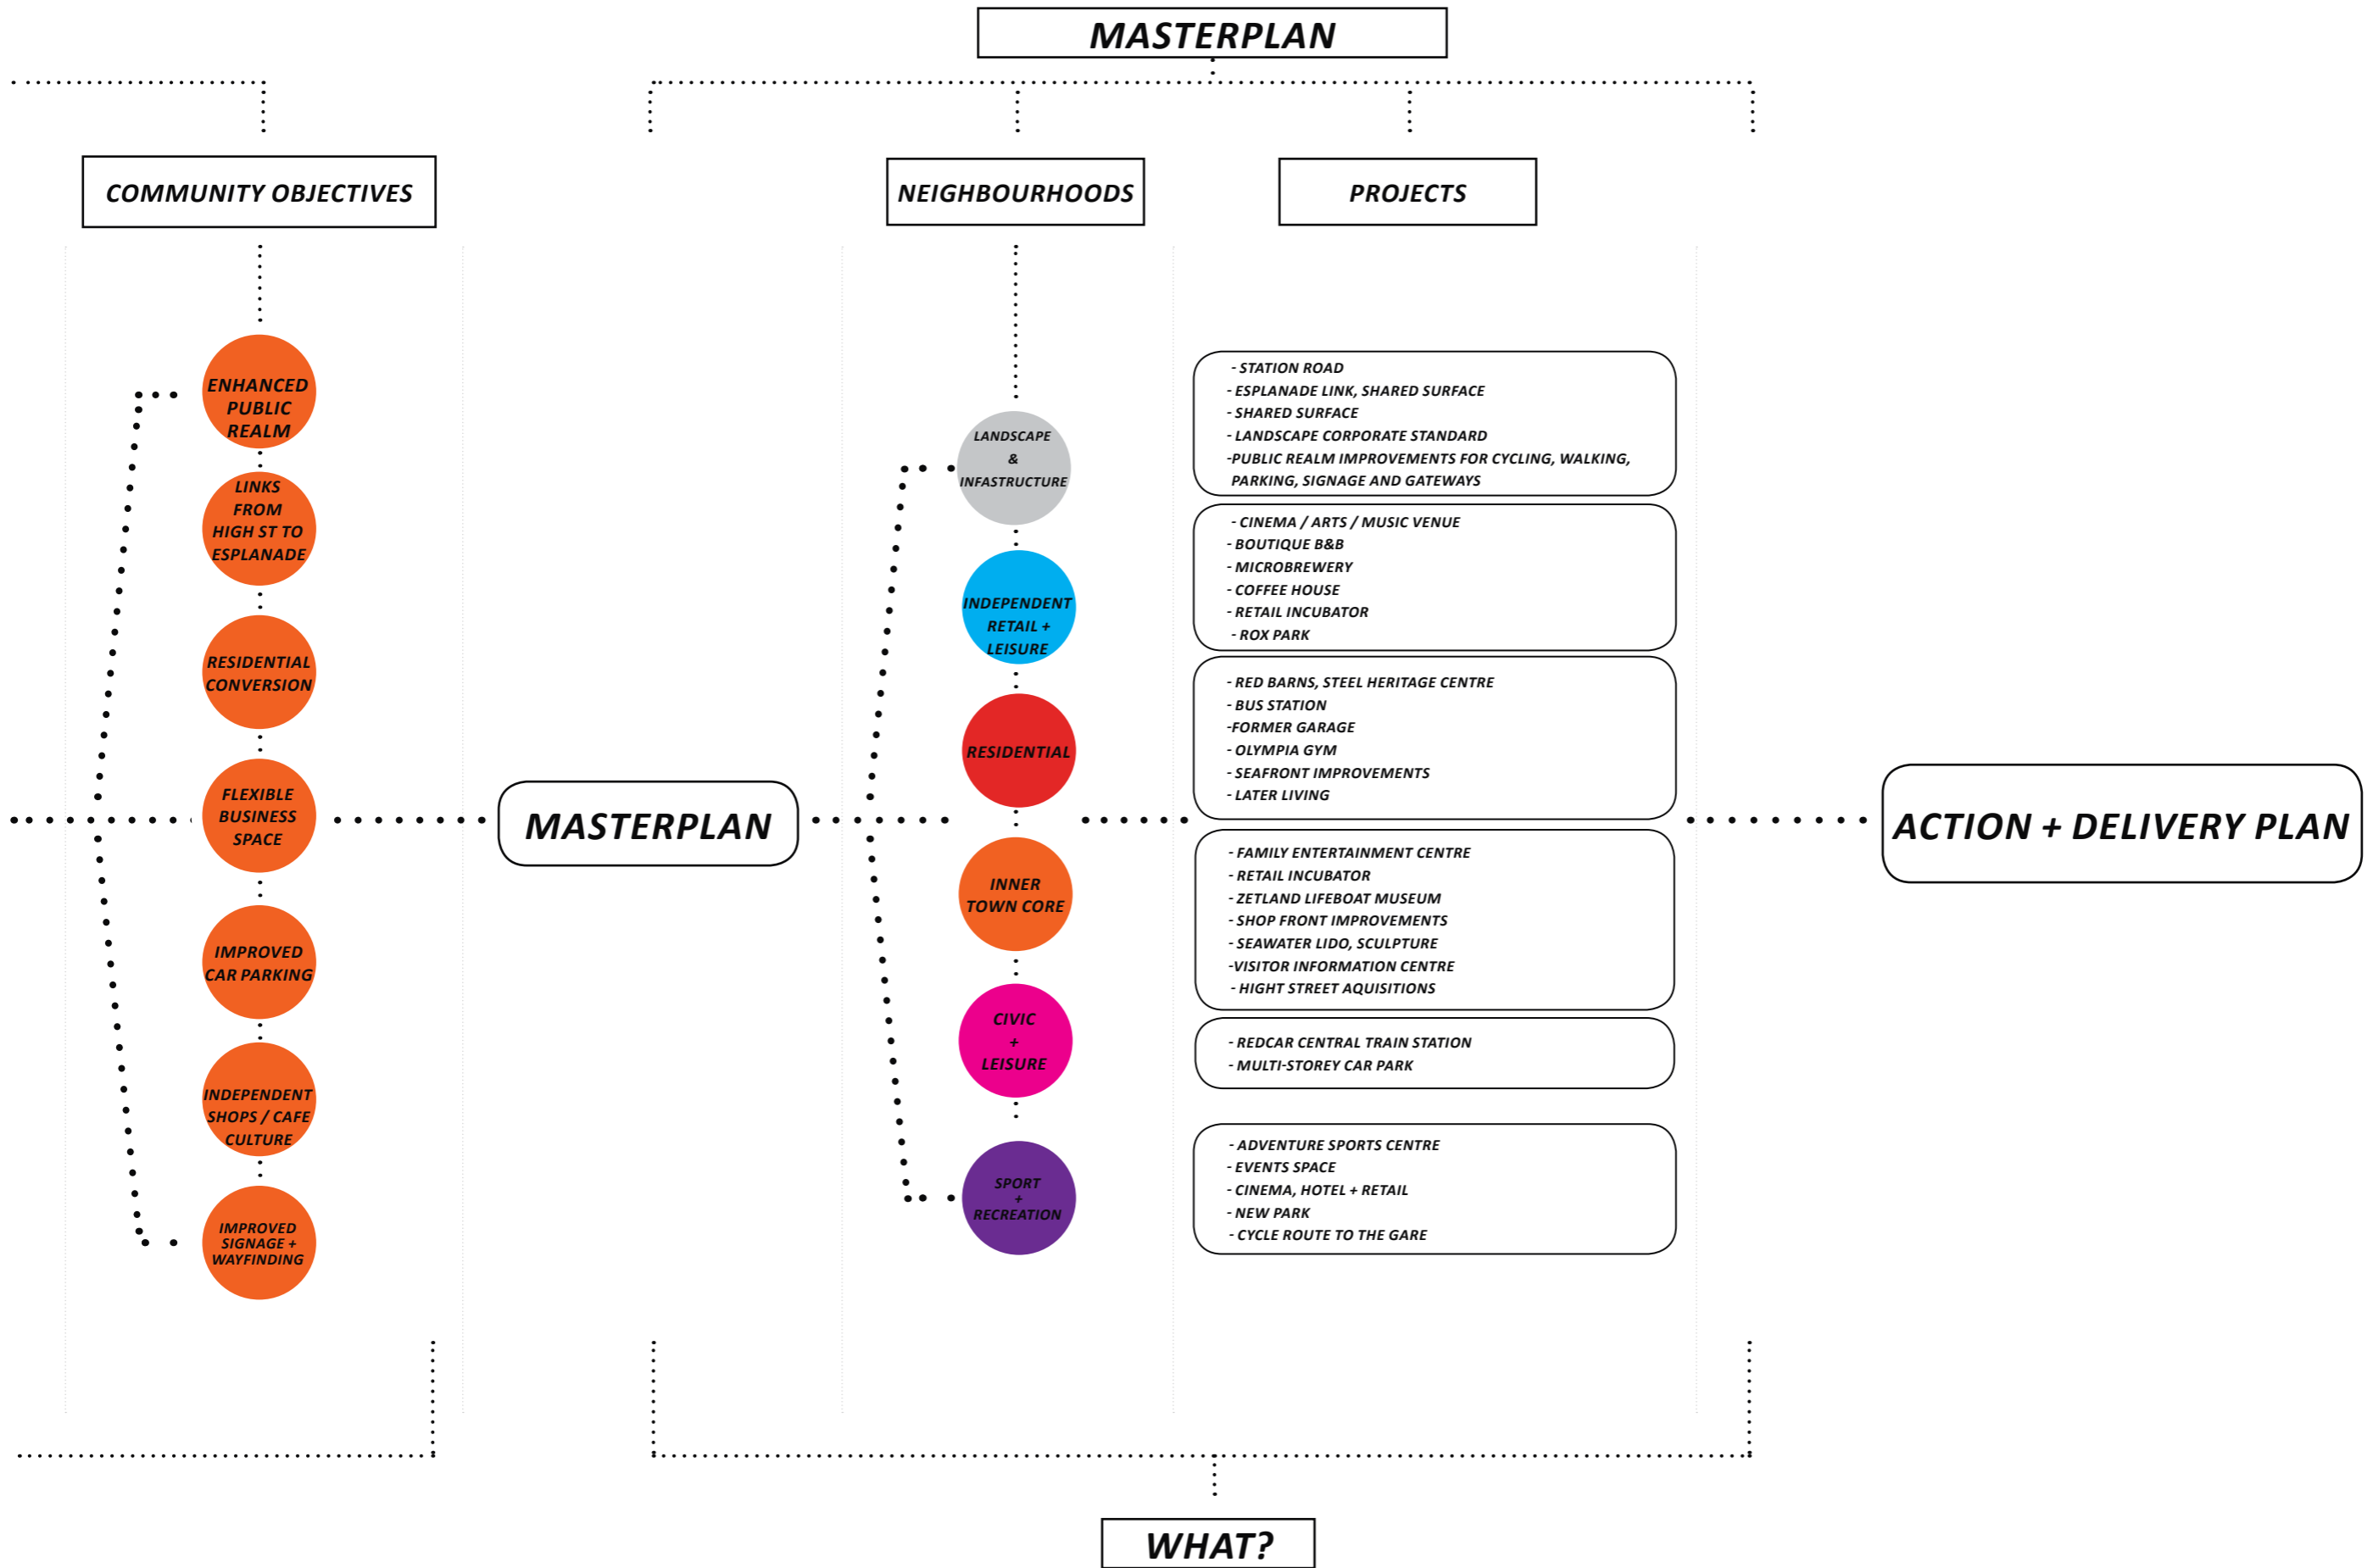 MASTERPLAN
COMMUNITY OBJECTIVES
NEIGHBOURHOODS
PROJECTS
ENHANCED
PUBLIC
REALM
LINKS
FROM
HIGH ST TO
ESPLANADE
RESIDENTIAL
CONVERSION
FLEXIBLE
BUSINESS
SPACE
IMPROVED
CAR PARKING
INDEPENDENT
SHOPS / CAFE
CULTURE
IMPROVED
SIGNAGE +
WAYFINDING
MASTERPLAN
LANDSCAPE
&
INFASTRUCTURE
INDEPENDENT
RETAIL +
LEISURE
RESIDENTIAL
INNER
TOWN CORE
CIVIC
+
LEISURE
SPORT
+
RECREATION
- STATION ROAD
- ESPLANADE LINK, SHARED SURFACE
- SHARED SURFACE
- LANDSCAPE CORPORATE STANDARD
-PUBLIC REALM IMPROVEMENTS FOR CYCLING, WALKING,
PARKING, SIGNAGE AND GATEWAYS
- CINEMA / ARTS / MUSIC VENUE
- BOUTIQUE B&B
- MICROBREWERY
- COFFEE HOUSE
- RETAIL INCUBATOR
- ROX PARK
- RED BARNS, STEEL HERITAGE CENTRE
- BUS STATION
-FORMER GARAGE
- OLYMPIA GYM
- SEAFRONT IMPROVEMENTS
- LATER LIVING
- FAMILY ENTERTAINMENT CENTRE
- RETAIL INCUBATOR
- ZETLAND LIFEBOAT MUSEUM
- SHOP FRONT IMPROVEMENTS
- SEAWATER LIDO, SCULPTURE
-VISITOR INFORMATION CENTRE
- HIGHT STREET AQUISITIONS
- REDCAR CENTRAL TRAIN STATION
- MULTI-STOREY CAR PARK
- ADVENTURE SPORTS CENTRE
- EVENTS SPACE
- CINEMA, HOTEL + RETAIL
- NEW PARK
- CYCLE ROUTE TO THE GARE
ACTION + DELIVERY PLAN
WHAT?